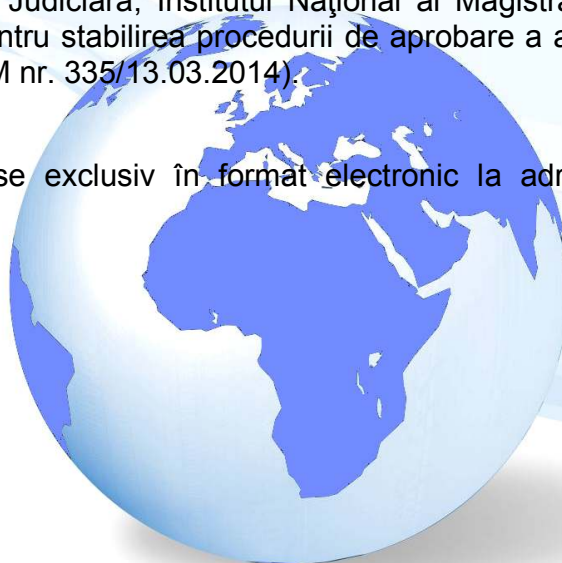 Judiciară, Institutul Naţional al Magistra
ntru stabilirea procedurii de aprobare a a
M nr. 335/13.03.2014).
se exclusiv în format electronic la adr